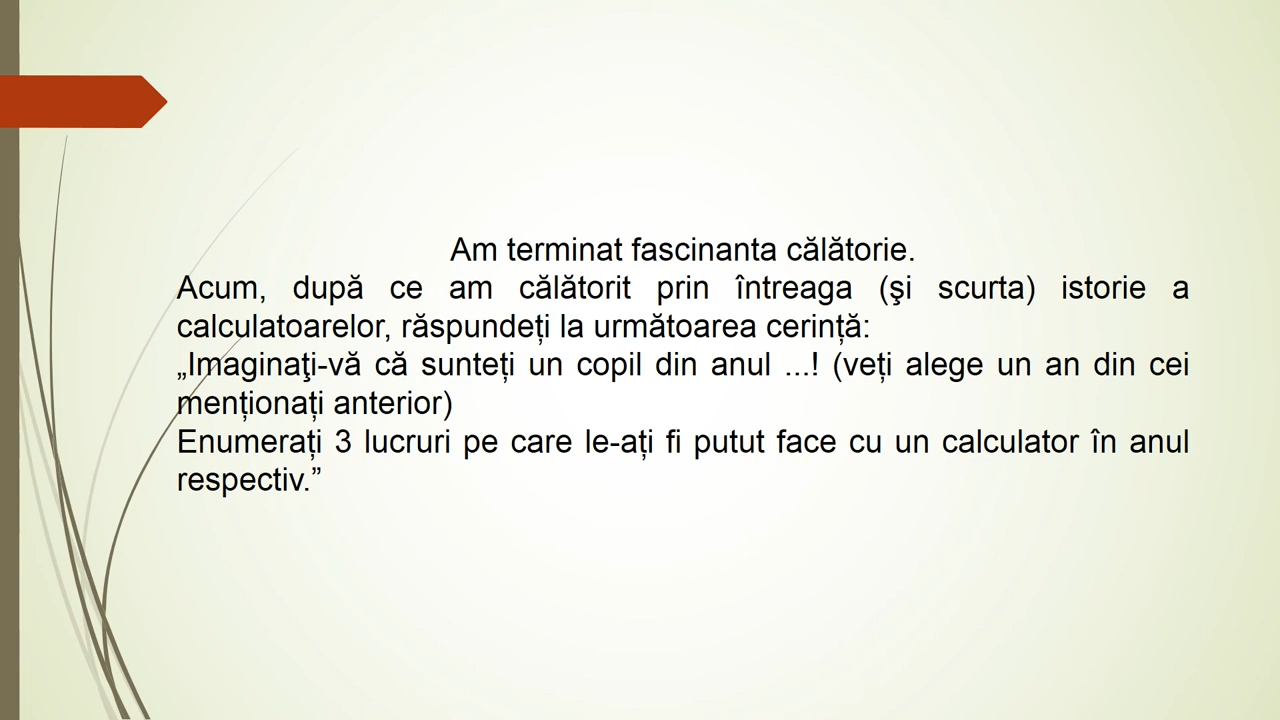 Am terminat fascinanta călătorie.
Acum, după ce am călătorit prin întreaga (şi scurta) istorie a
calculatoarelor, răspundeți la următoarea cerință:
„Imaginaţi-vă că sunteți un copil din anul ...! (veți alege un an din cei
menționați anterior)
Enumerați 3 lucruri pe care le-ați fi putut face cu un calculator în anul
respectiv.”